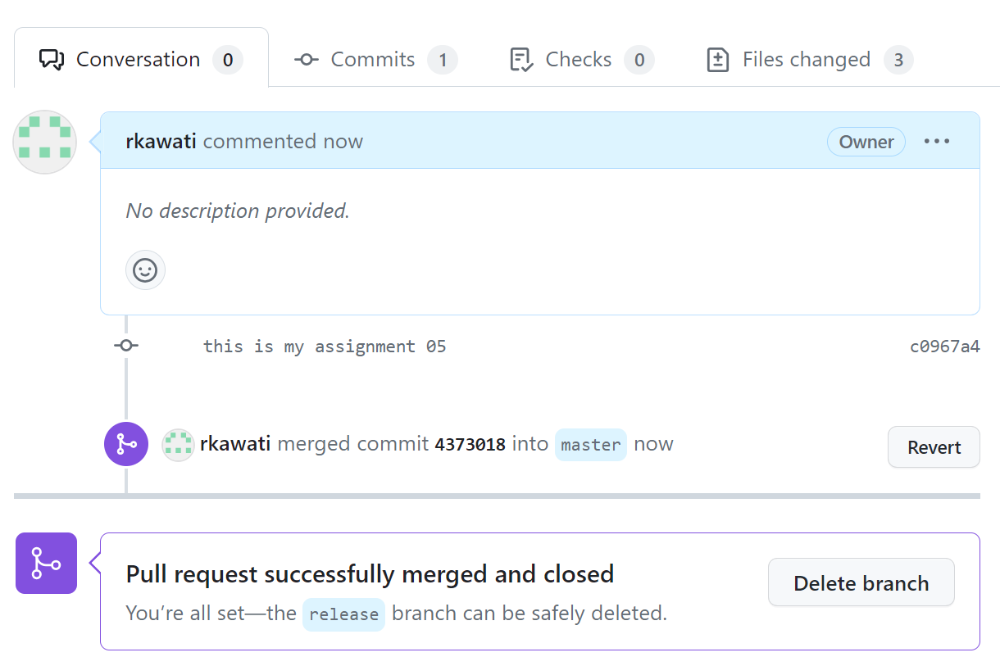 Conversation 0 Commits 1 Checks 0 Files changed 3
rkawati commented now Owner
No description provided.
this is my assignment 05 c0967a4
rkawati merged commit 4373018 into master now Revert
Pull request successfully merged and closed
You’re all set—the release branch can be safely deleted.
Delete branch